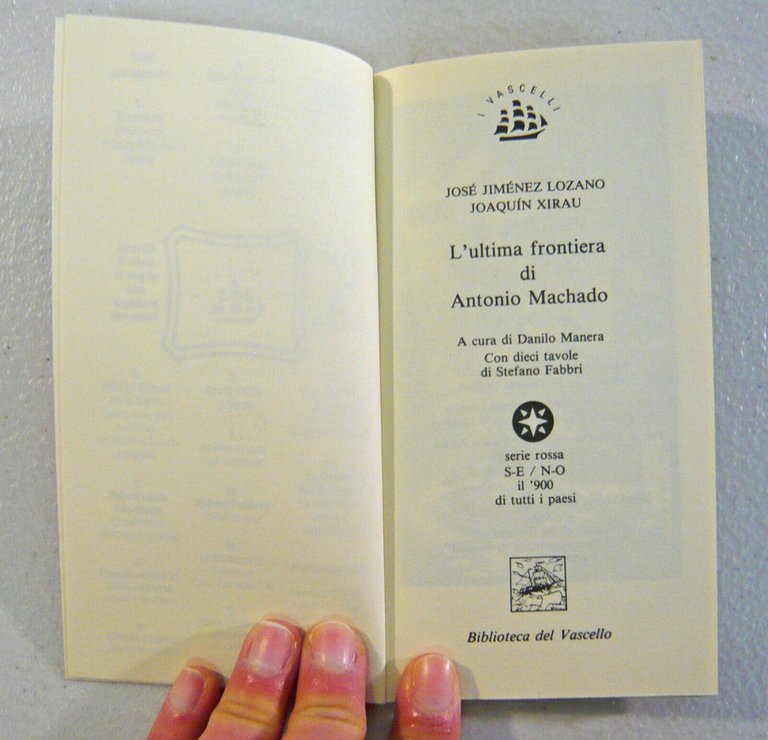 I VASCELLI
JOSÉ JIMÉNEZ LOZANO
JOAQUÍN XIRAU
L'ultima frontiera
di
Antonio Machado
A cura di Danilo Manera
Con dieci tavole
di Stefano Fabbri
serie rossa
S-E / N-O
il '900
di tutti i paesi
Biblioteca del Vascello